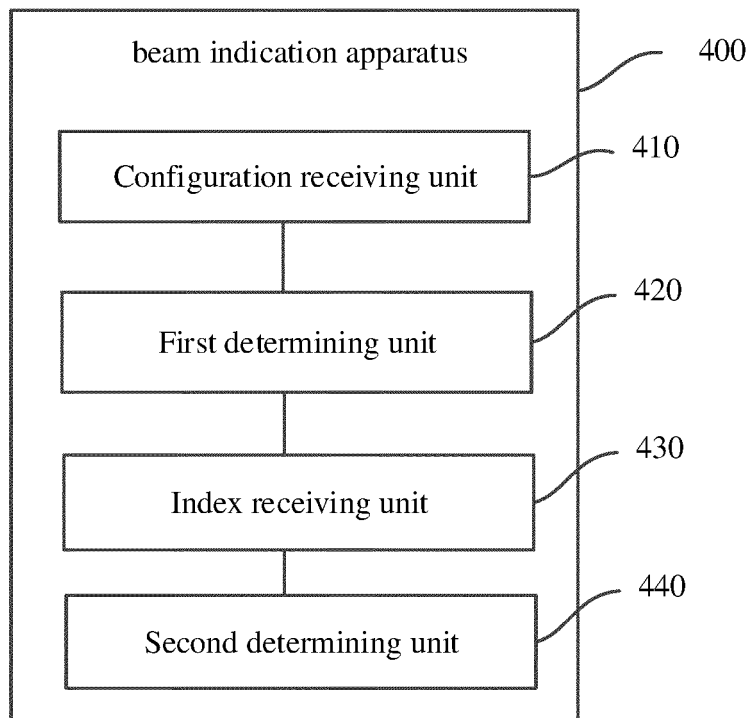 beam indication apparatus
400
Configuration receiving unit
410
First determining unit
420
Index receiving unit
430
Second determining unit
440